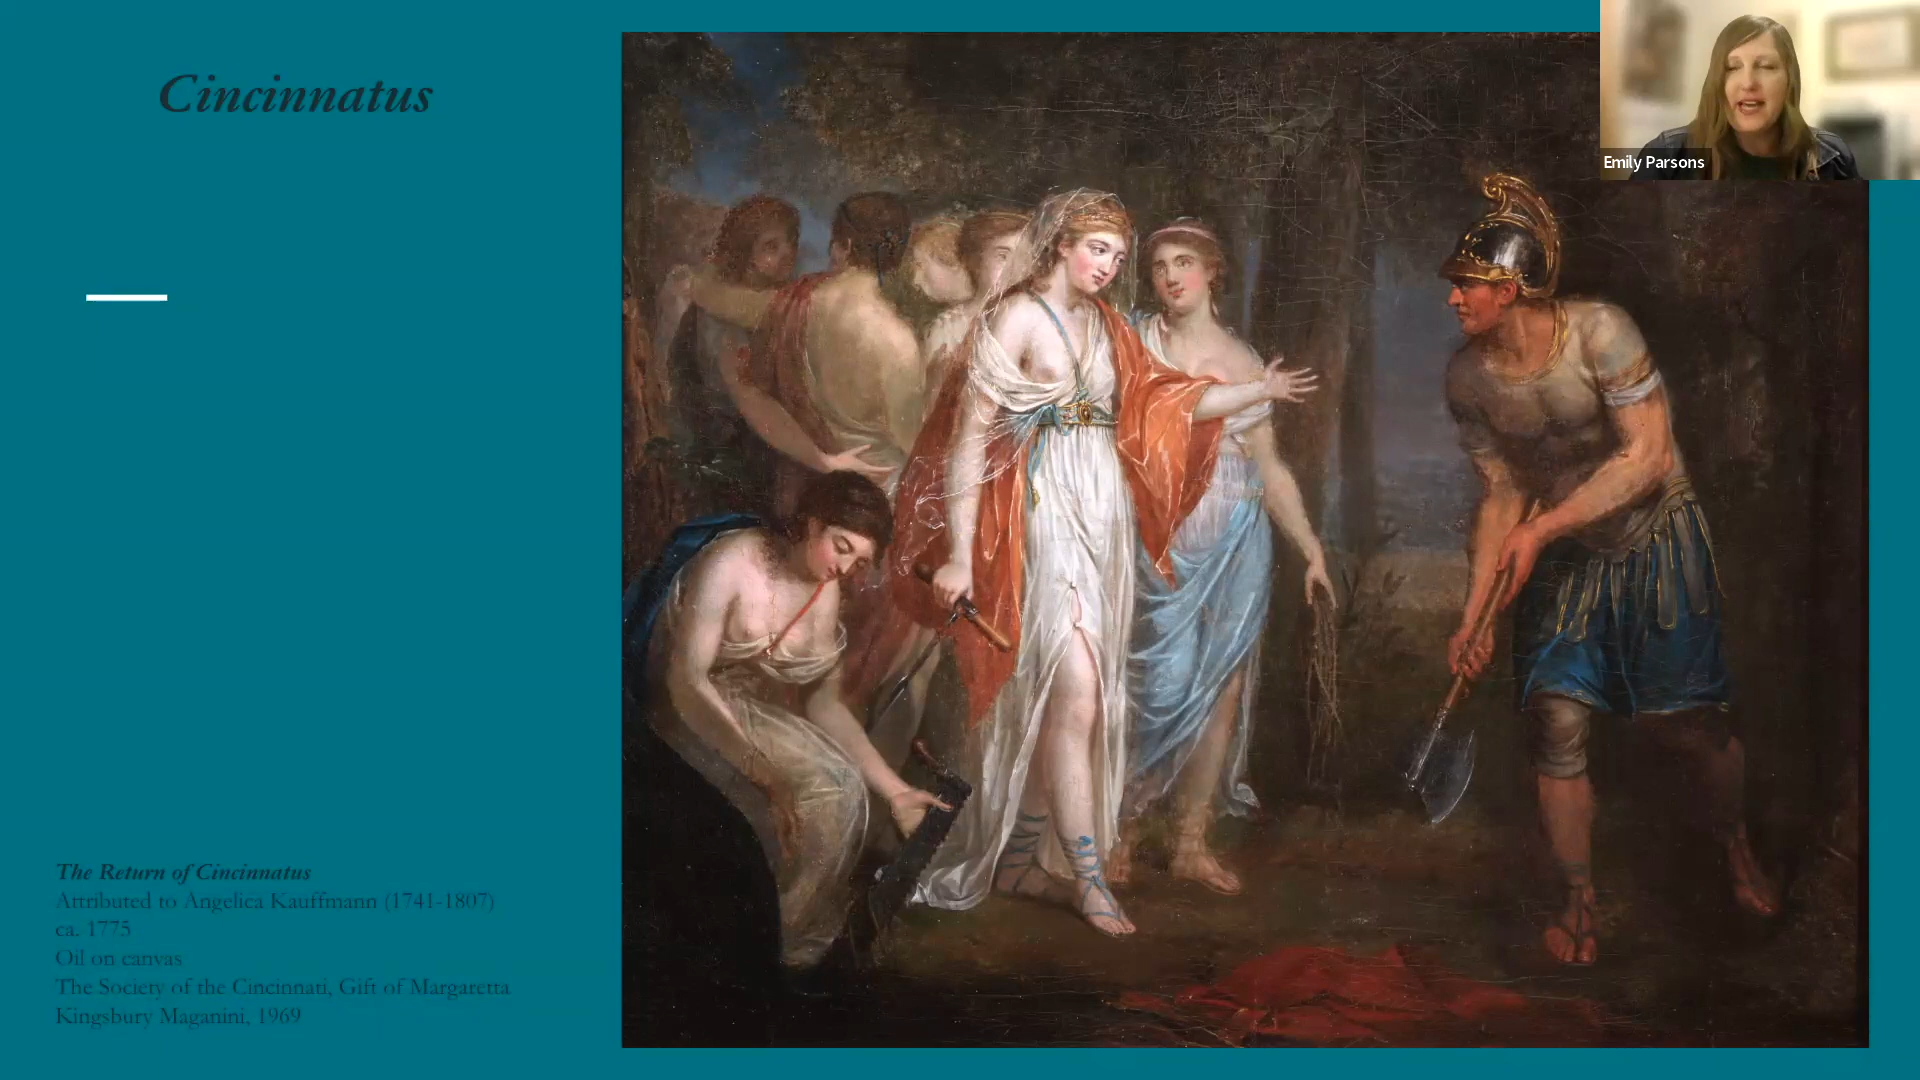 Cincinnatus
Emily Parsons
The Return of Cincinnatus
Attributed to Angelica Kauffmann (1741-1807)
ca. 1775
Oil on canvas
The Society of the Cincinnati, Gift of Margaretta
Kingsbury Maganini, 1969